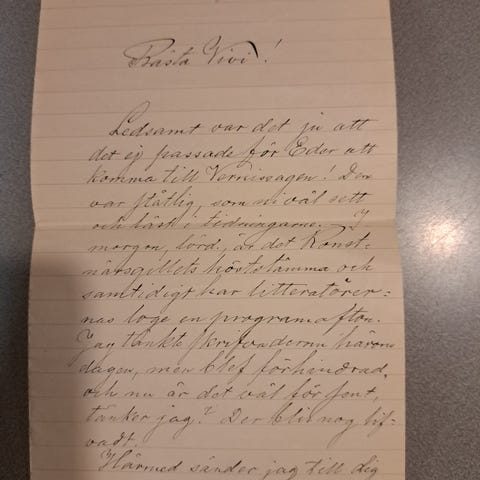 Bästa Vivi!
Ledsamt var det ju att
det ej passade för Eder att
komma till Vernissagen! Den
var ståtlig, som ni väl sett
och läst i tidningarne. I
morgon, lörd, är det Konst-
närsgillets höststämma och
samtidigt har litteratörer-
nas loge en programafton.
Jag tänkte skrifva derom härom
dagen, men blef förhindrad,
och nu är det väl för sent,
tänker jag? Der blir nog lif-
vadt.
Härmed sänder jag till dig